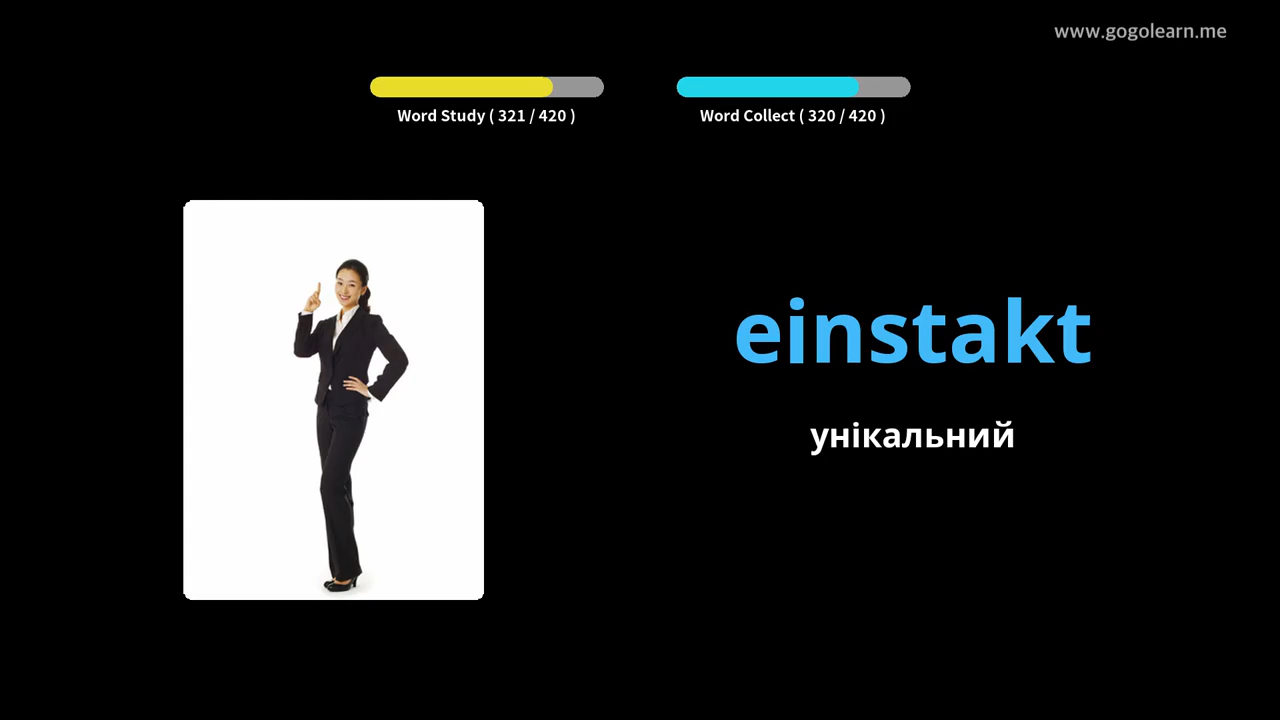 www.gogolearn.me
Word Study ( 321 / 420 )
Word Collect ( 320 / 420 )
einstakt
унікальний